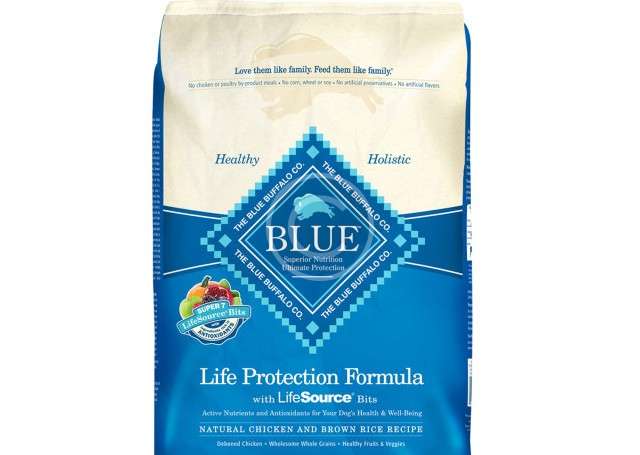 Love them like family. Feed them like family.®
No chicken or poultry by product meals • No corn, wheat or soy • No artificial preservatives • No artificial flavors
Healthy
Holistic
THE BLUE BUFFALO CO.
THE BLUE BUFFALO CO.
BLUE™
Superior Nutrition
Ultimate Protection
THE BLUE BUFFALO CO.
THE BLUE BUFFALO CO.
SUPER 7
LifeSource® Bits
ANTIOXIDANTS
Life Protection Formula
with LifeSource® Bits
Active Nutrients and Antioxidants for Your Dog's Health & Well-Being
NATURAL CHICKEN AND BROWN RICE RECIPE
Deboned Chicken • Wholesome Whole Grains • Healthy Fruits & Veggies